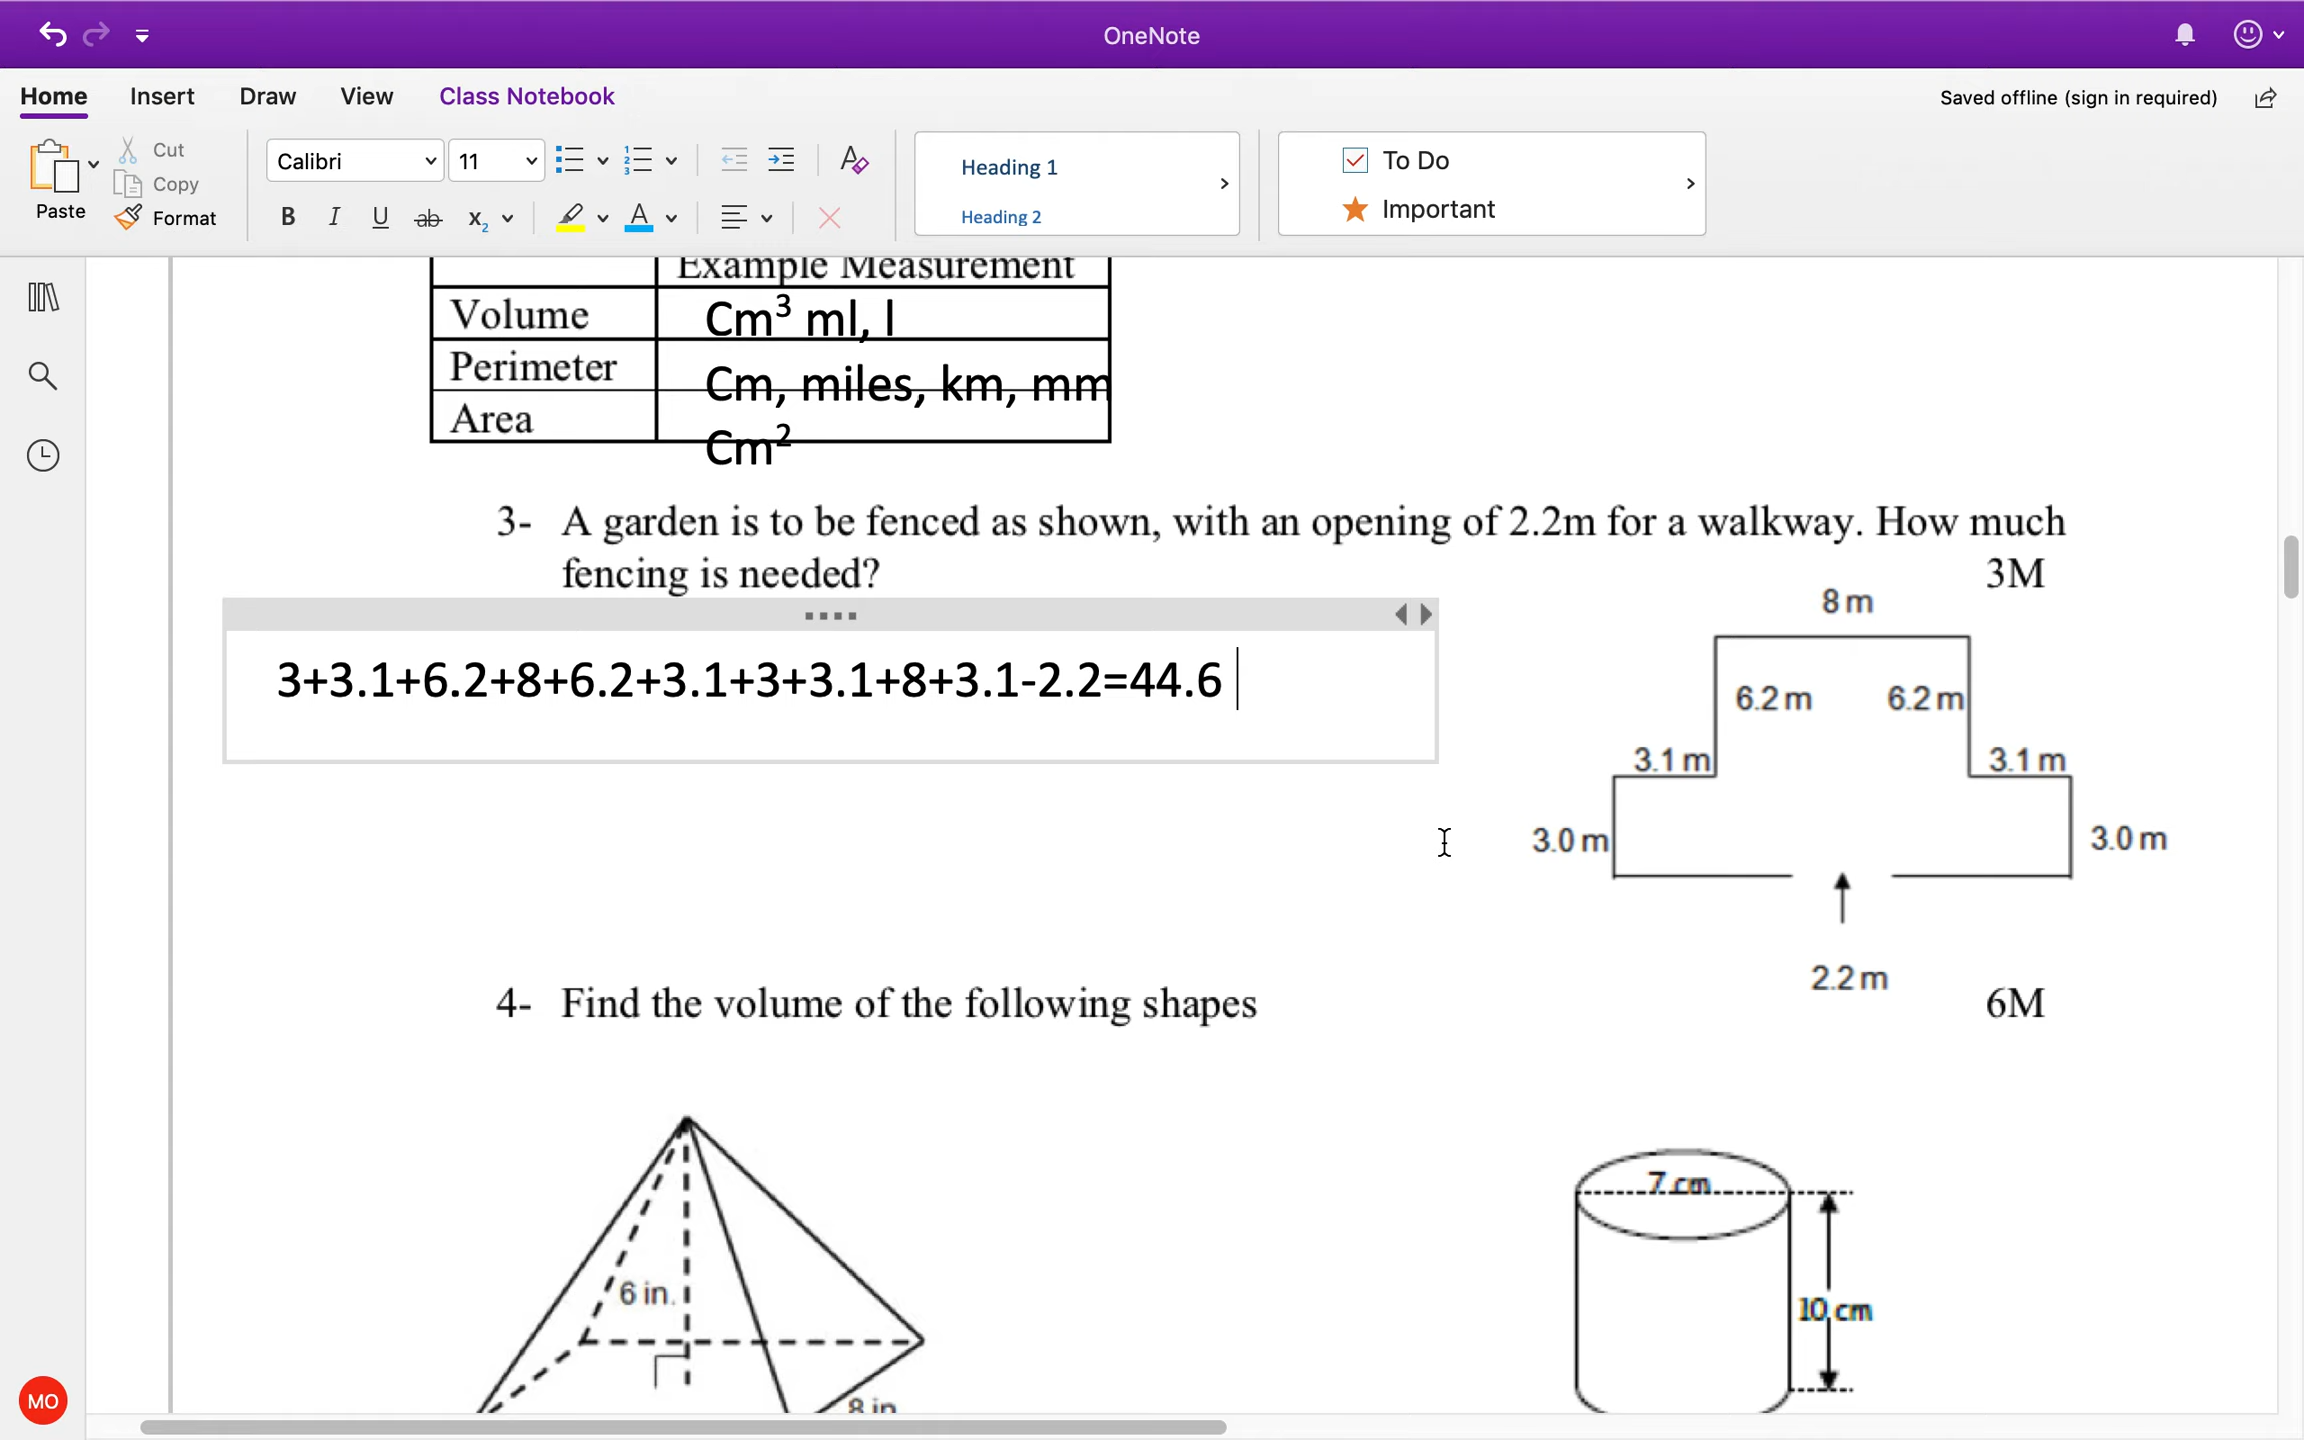 OneNote
Home Insert Draw View Class Notebook
Saved offline (sign in required)
Paste
Cut
Copy
Format
Calibri 11
B I U ab x2 A
Heading 1
Heading 2
To Do
Important
Example Measurement
Volume Cm³ ml, l
Perimeter Cm, miles, km, mm
Area Cm²
3- A garden is to be fenced as shown, with an opening of 2.2m for a walkway. How much
fencing is needed? 3M
3+3.1+6.2+8+6.2+3.1+3+3.1+8+3.1-2.2=44.6
8 m
6.2 m 6.2 m
3.1 m 3.1 m
3.0 m 3.0 m
2.2 m
4- Find the volume of the following shapes 6M
6 in.
8 in
7 cm
10 cm
MO